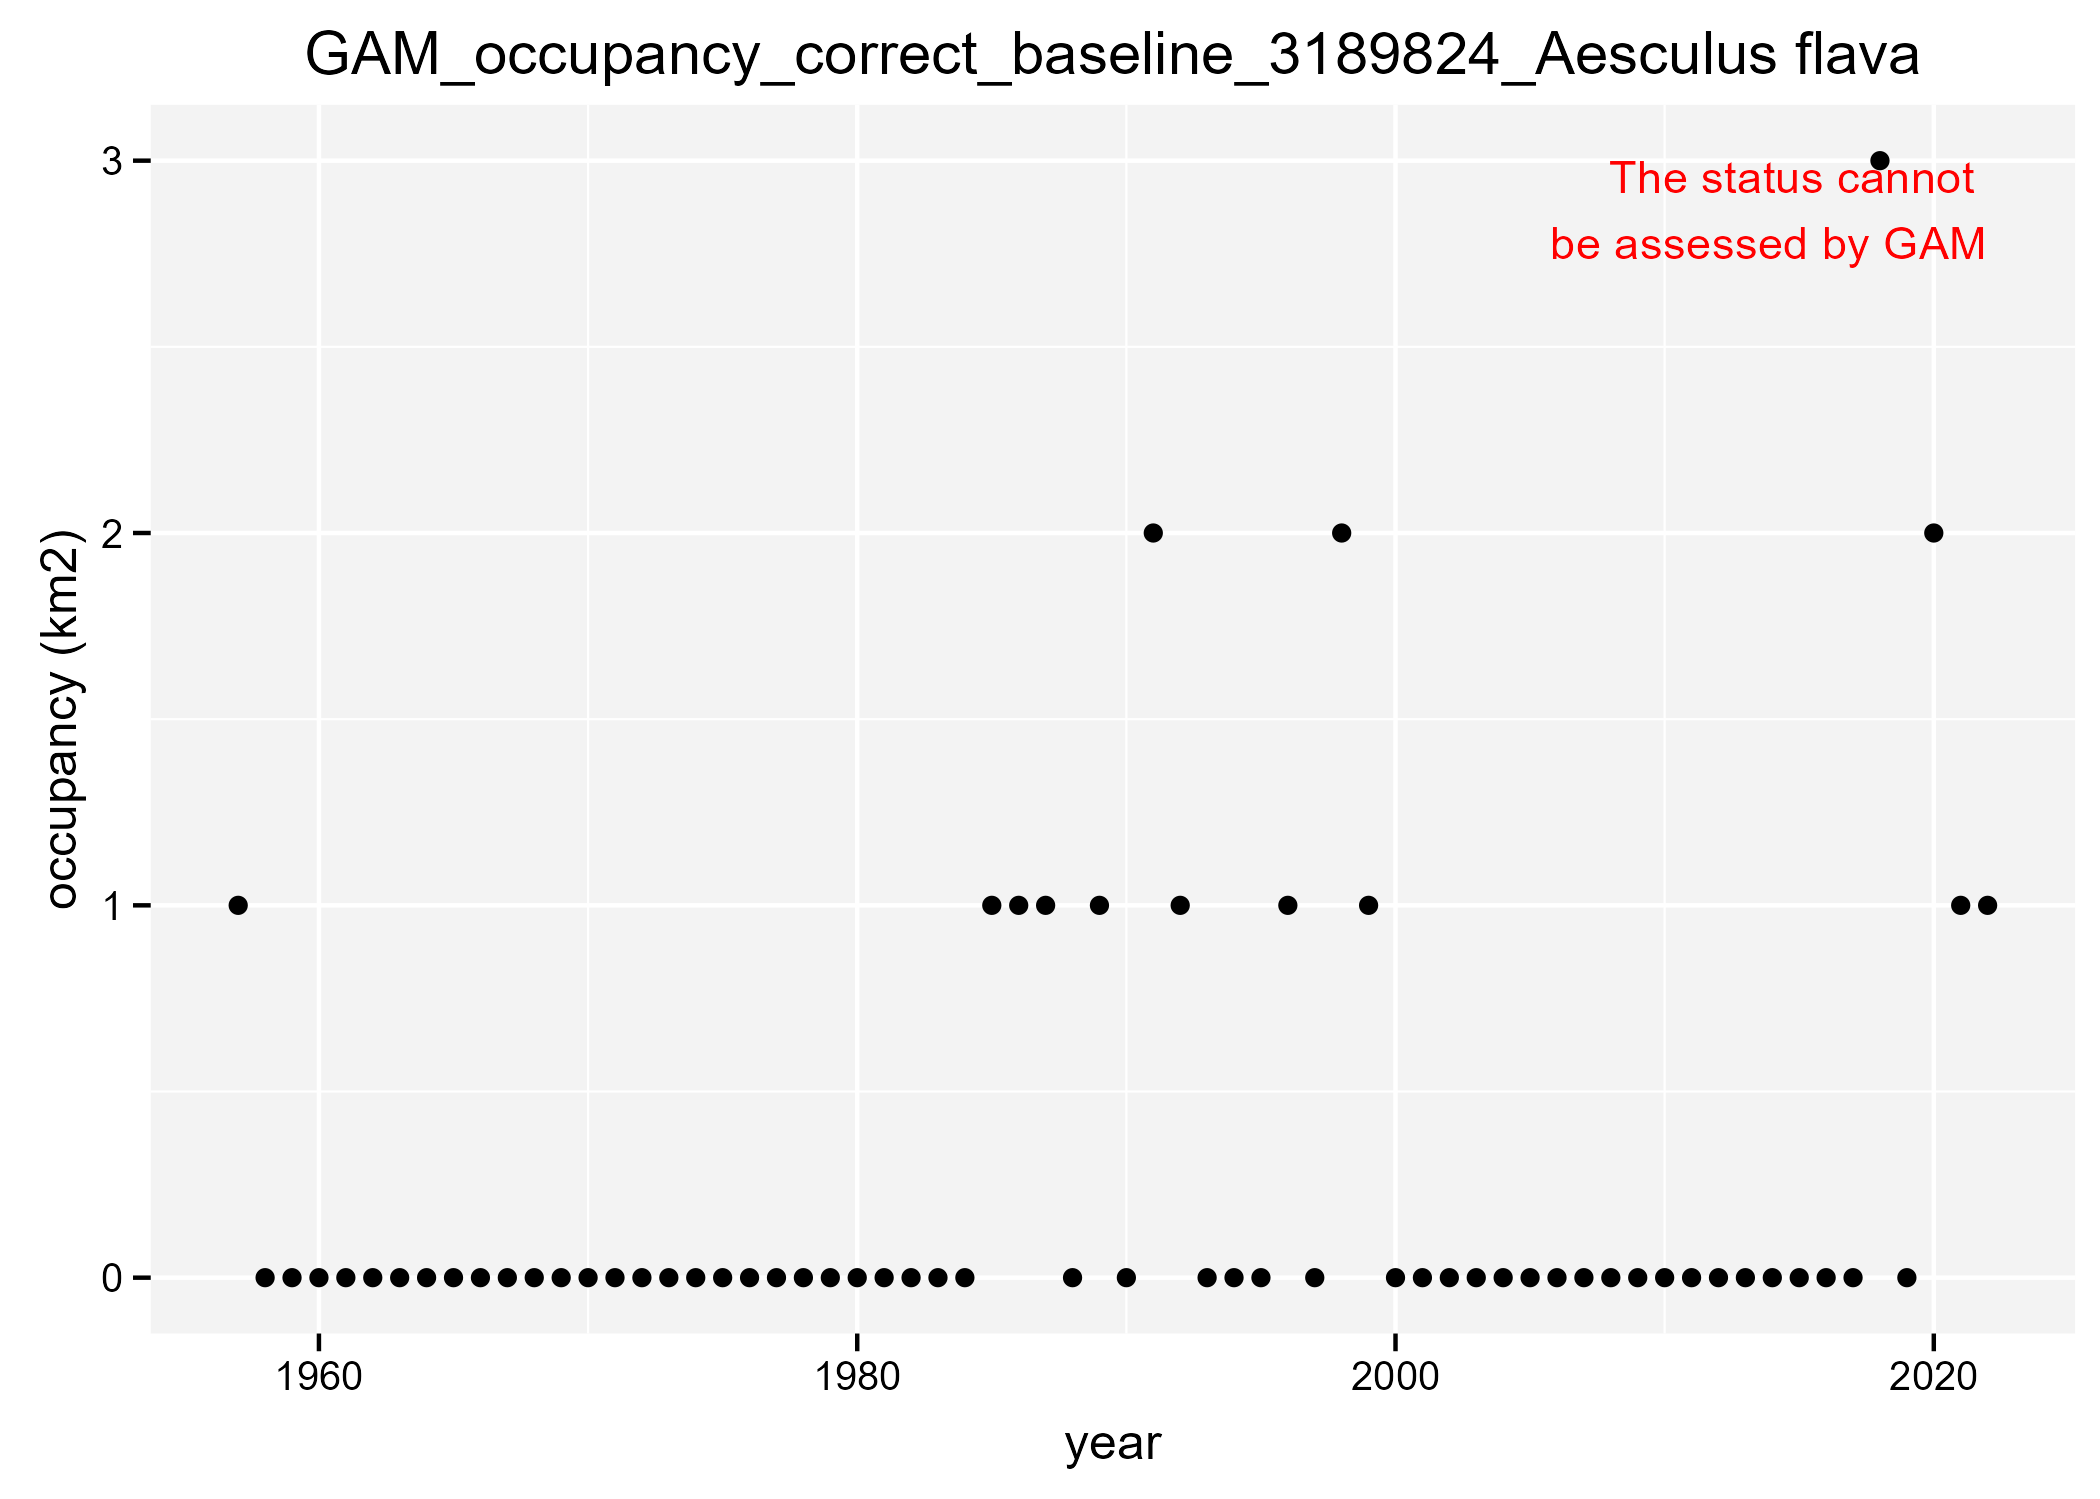 GAM_occupancy_correct_baseline_3189824_Aesculus flava
3
The status cannot
be assessed by GAM
2
occupancy (km2)
1
0
1960 1980 2000 2020
year